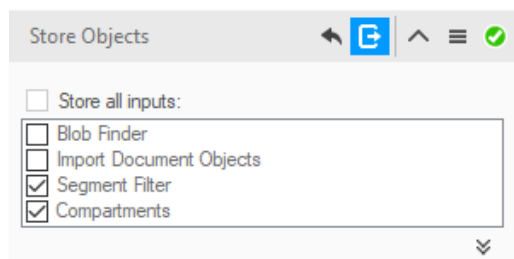 Store Objects
Store all inputs:
Blob Finder
Import Document Objects
Segment Filter
Compartments